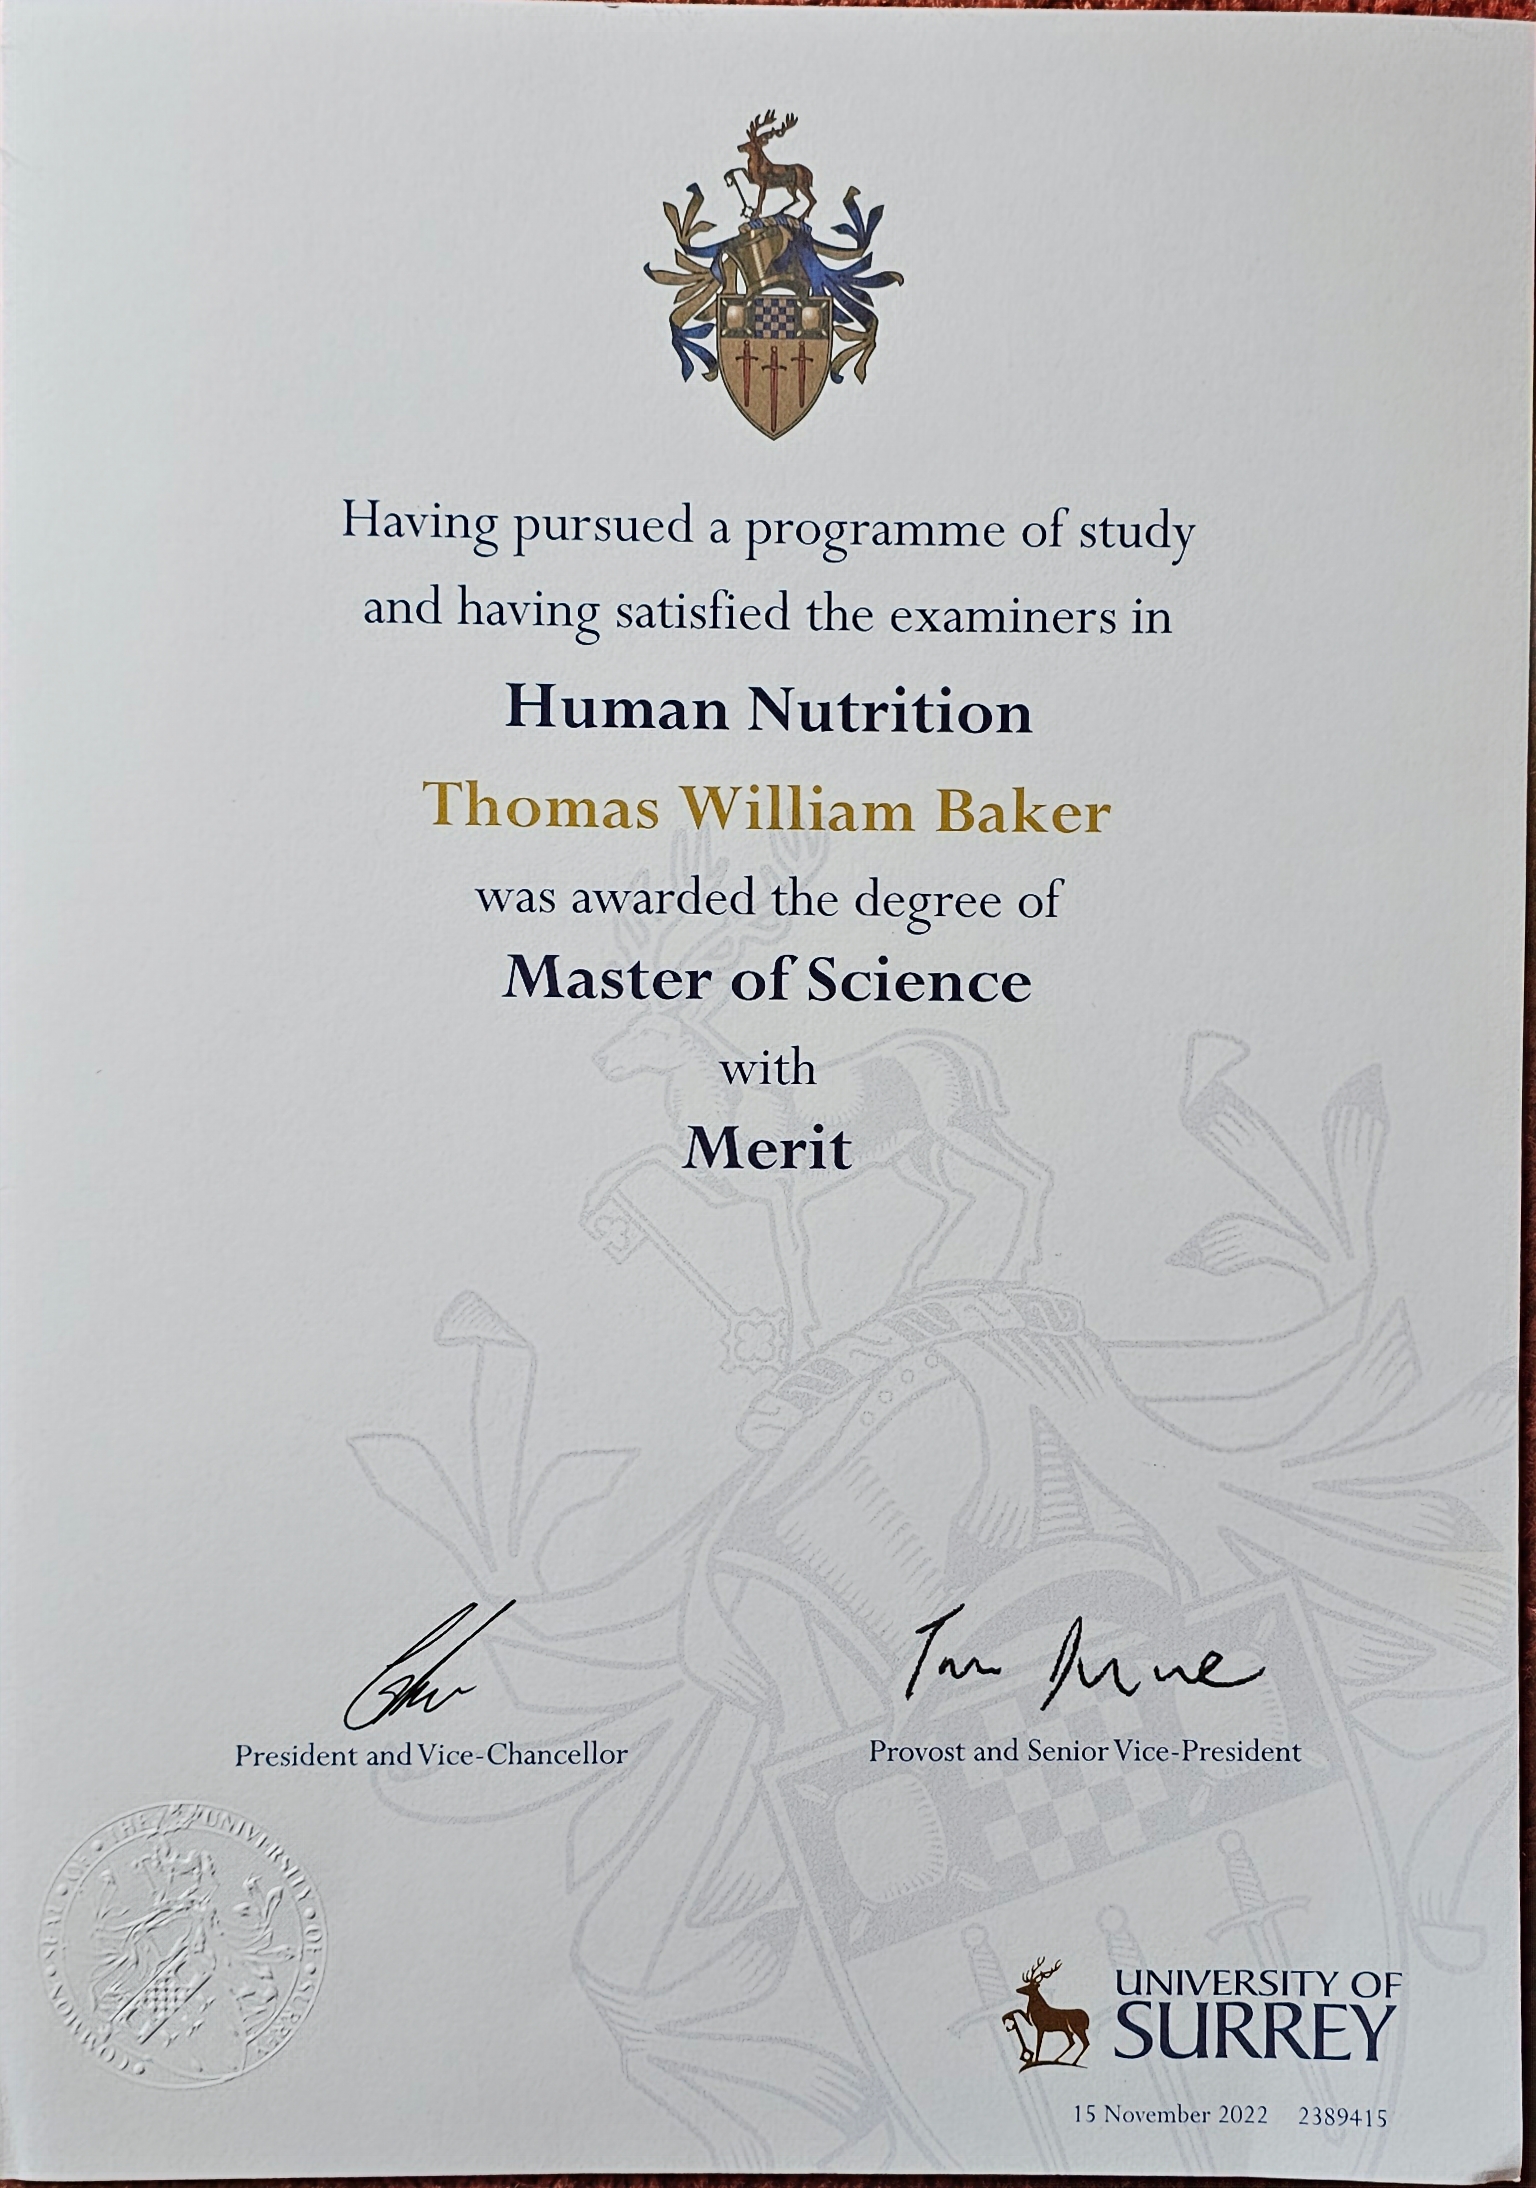 Having pursued a programme of study
and having satisfied the examiners in
Human Nutrition
Thomas William Baker
was awarded the degree of
Master of Science
with
Merit
President and Vice-Chancellor
Provost and Senior Vice-President
COMMON • SEAL • OF • THE • UNIVERSITY • OF • SURREY
UNIVERSITY OF
SURREY
15 November 2022 2389415